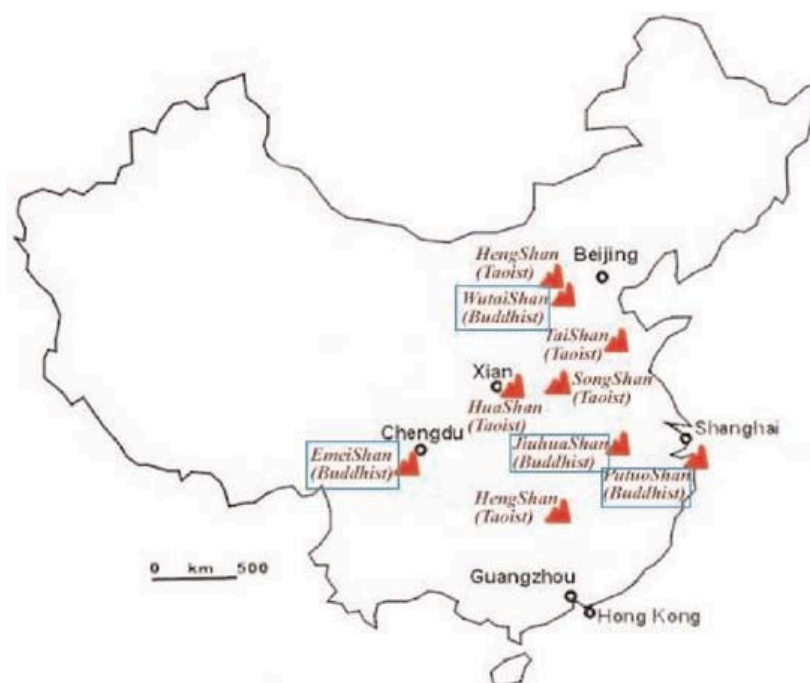 HengShan
(Taoist)
Beijing
WutaiShan
(Buddhist)
TaiShan
(Taoist)
Xian
SongShan
(Taoist)
HuaShan
(Taoist)
Chengdu
Shanghai
EmeiShan
(Buddhist)
JiuhuaShan
(Buddhist)
PutuoShan
(Buddhist)
HengShan
(Taoist)
0 km 500
Guangzhou
Hong Kong